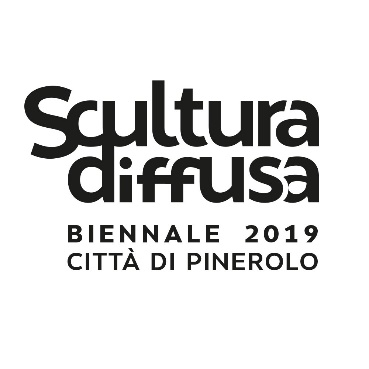 Scultura
diffusa
BIENNALE 2019
CITTÀ DI PINEROLO